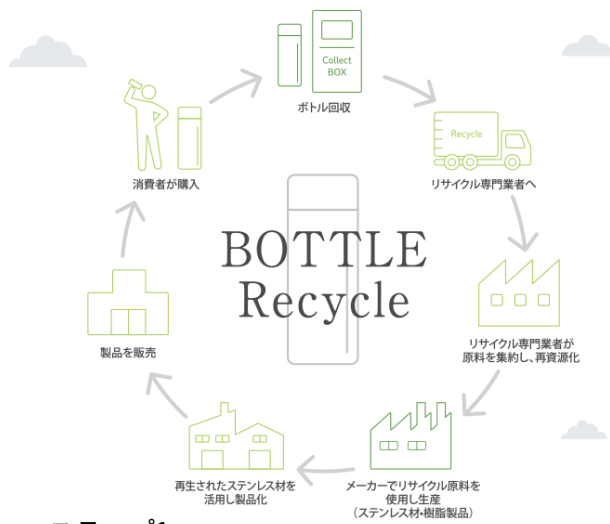 Collect
BOX
ボトル回収
Recycle
リサイクル専門業者へ
リサイクル専門業者が
原料を集約し、再資源化
メーカーでリサイクル原料を
使用し生産
(ステンレス材・樹脂製品)
再生されたステンレス材を
活用し製品化
製品を販売
消費者が購入
BOTTLE
Recycle